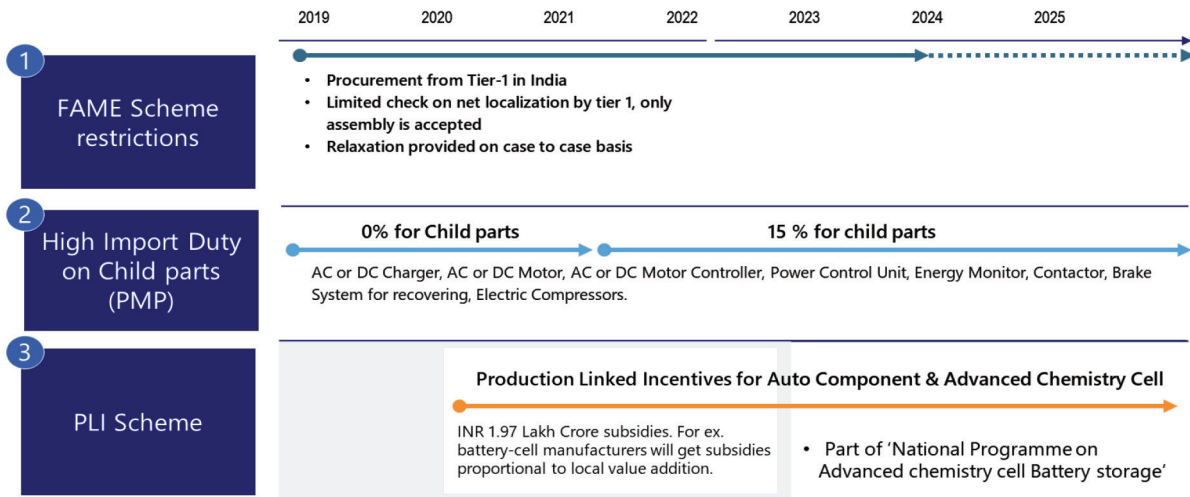 2019 2020 2021 2022 2023 2024 2025
1
FAME Scheme
restrictions
• Procurement from Tier-1 in India
• Limited check on net localization by tier 1, only
assembly is accepted
• Relaxation provided on case to case basis
2
High Import Duty
on Child parts
(PMP)
0% for Child parts
15 % for child parts
AC or DC Charger, AC or DC Motor, AC or DC Motor Controller, Power Control Unit, Energy Monitor, Contactor, Brake
System for recovering, Electric Compressors.
3
PLI Scheme
Production Linked Incentives for Auto Component & Advanced Chemistry Cell
INR 1.97 Lakh Crore subsidies. For ex.
battery-cell manufacturers will get subsidies
proportional to local value addition.
• Part of ‘National Programme on
Advanced chemistry cell Battery storage’